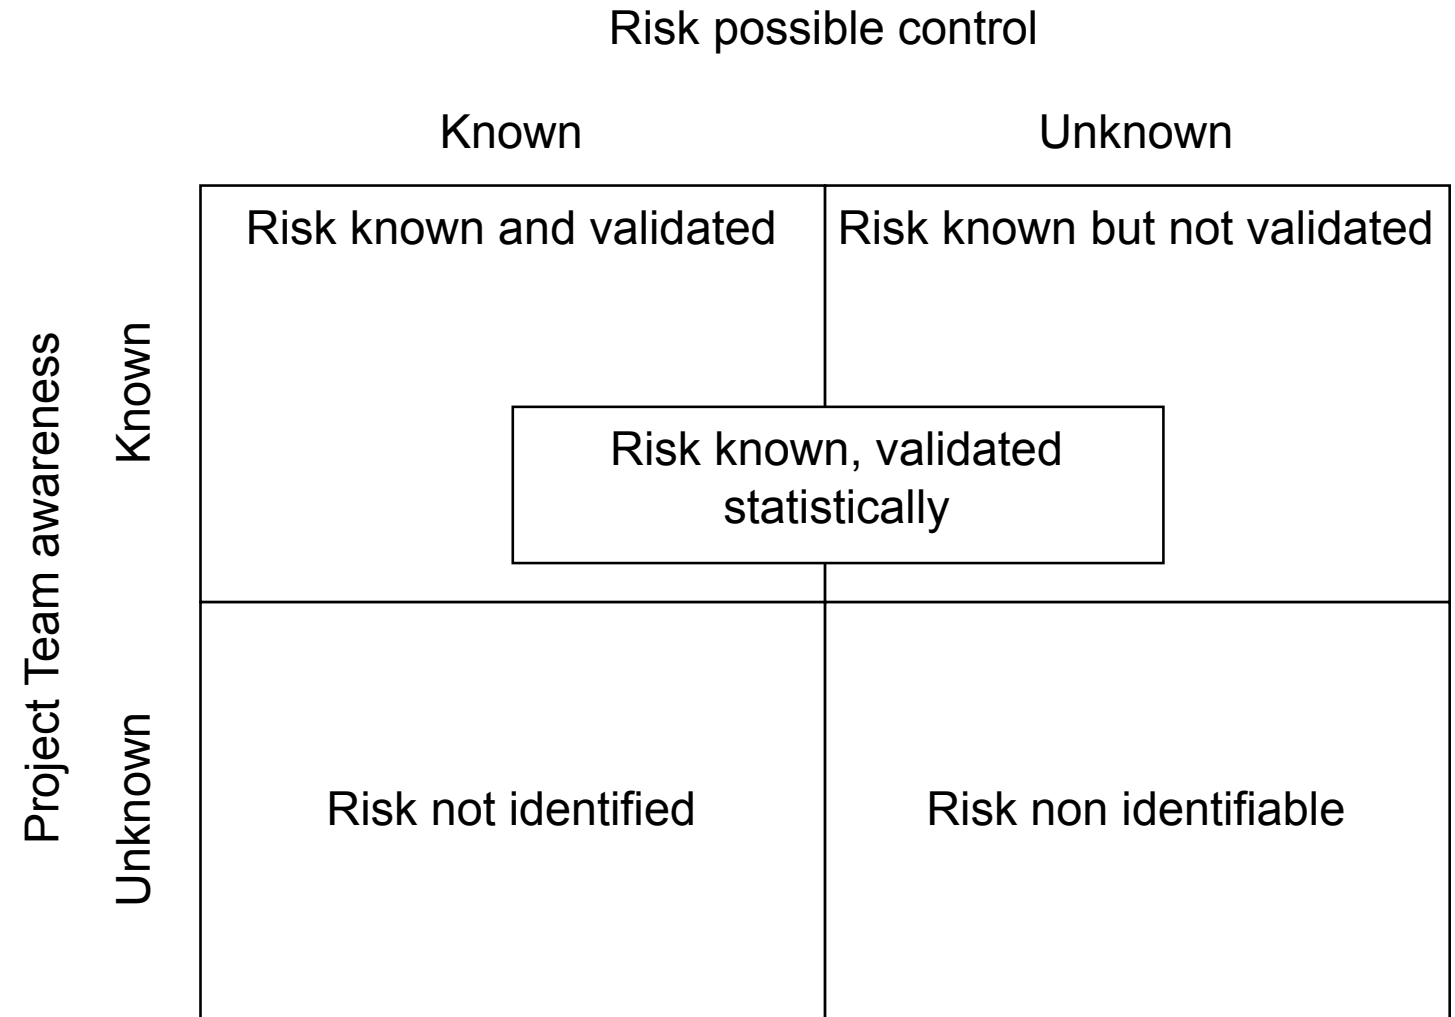 Risk possible control
Known
Unknown
Project Team awareness
Known
Risk known and validated
Risk known but not validated
Risk known, validated
statistically
Unknown
Risk not identified
Risk non identifiable